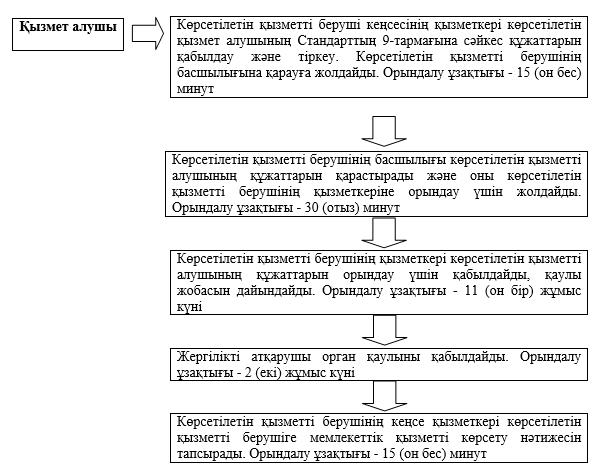 Қызмет алушы
Көрсетілетін қызметті беруші кеңсесінің қызметкері көрсетілетін
қызмет алушының Стандарттың 9-тармағына сәйкес құжаттарын
қабылдау және тіркеу. Көрсетілетін қызметті берушінің
басшылығына қарауға жолдайды. Орындалу ұзақтығы - 15 (он бес)
минут
Көрсетілетін қызметті берушінің басшылығы көрсетілетін қызметті
алушының құжаттарын қарастырады және оны көрсетілетін
қызметті берушінің қызметкеріне орындау үшін жолдайды.
Орындалу ұзақтығы - 30 (отыз) минут
Көрсетілетін қызметті берушінің қызметкері көрсетілетін қызметті
алушының құжаттарын орындау үшін қабылдайды, қаулы
жобасын дайындайды. Орындалу ұзақтығы - 11 (он бір) жұмыс
күні
Жергілікті атқарушы орган қаулыны қабылдайды. Орындалу
ұзақтығы - 2 (екі) жұмыс күні
Көрсетілетін қызметті берушінің кеңсе қызметкері көрсетілетін
қызметті берушіге мемлекеттік қызметті көрсету нәтижесін
тапсырады. Орындалу ұзақтығы - 15 (он бес) минут